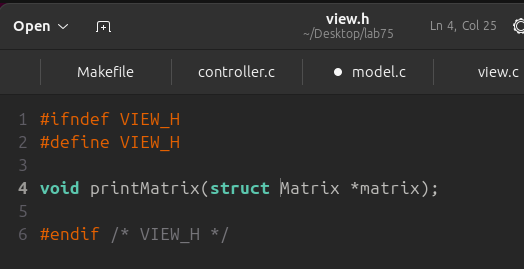 Open
view.h
~/Desktop/lab75
Ln 4, Col 25
Makefile
controller.c
model.c
view.c
1 #ifndef VIEW_H
2 #define VIEW_H
3
4 void printMatrix(struct Matrix *matrix);
5
6 #endif /* VIEW_H */